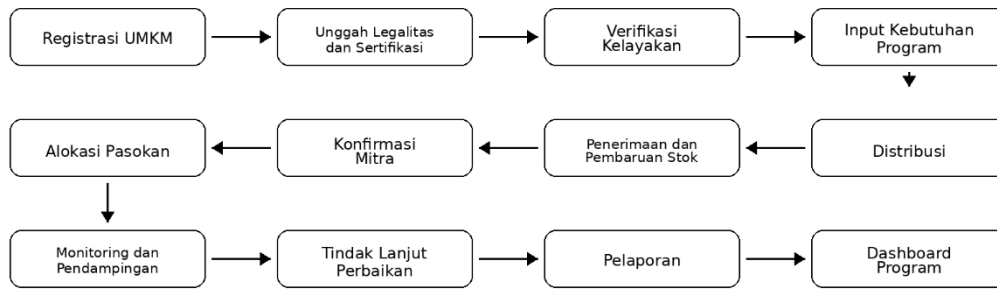 Registrasi UMKM
Unggah Legalitas
dan Sertifikasi
Verifikasi
Kelayakan
Input Kebutuhan
Program
Alokasi Pasokan
Konfirmasi
Mitra
Penerimaan dan
Pembaruan Stok
Distribusi
Monitoring dan
Pendampingan
Tindak Lanjut
Perbaikan
Pelaporan
Dashboard
Program